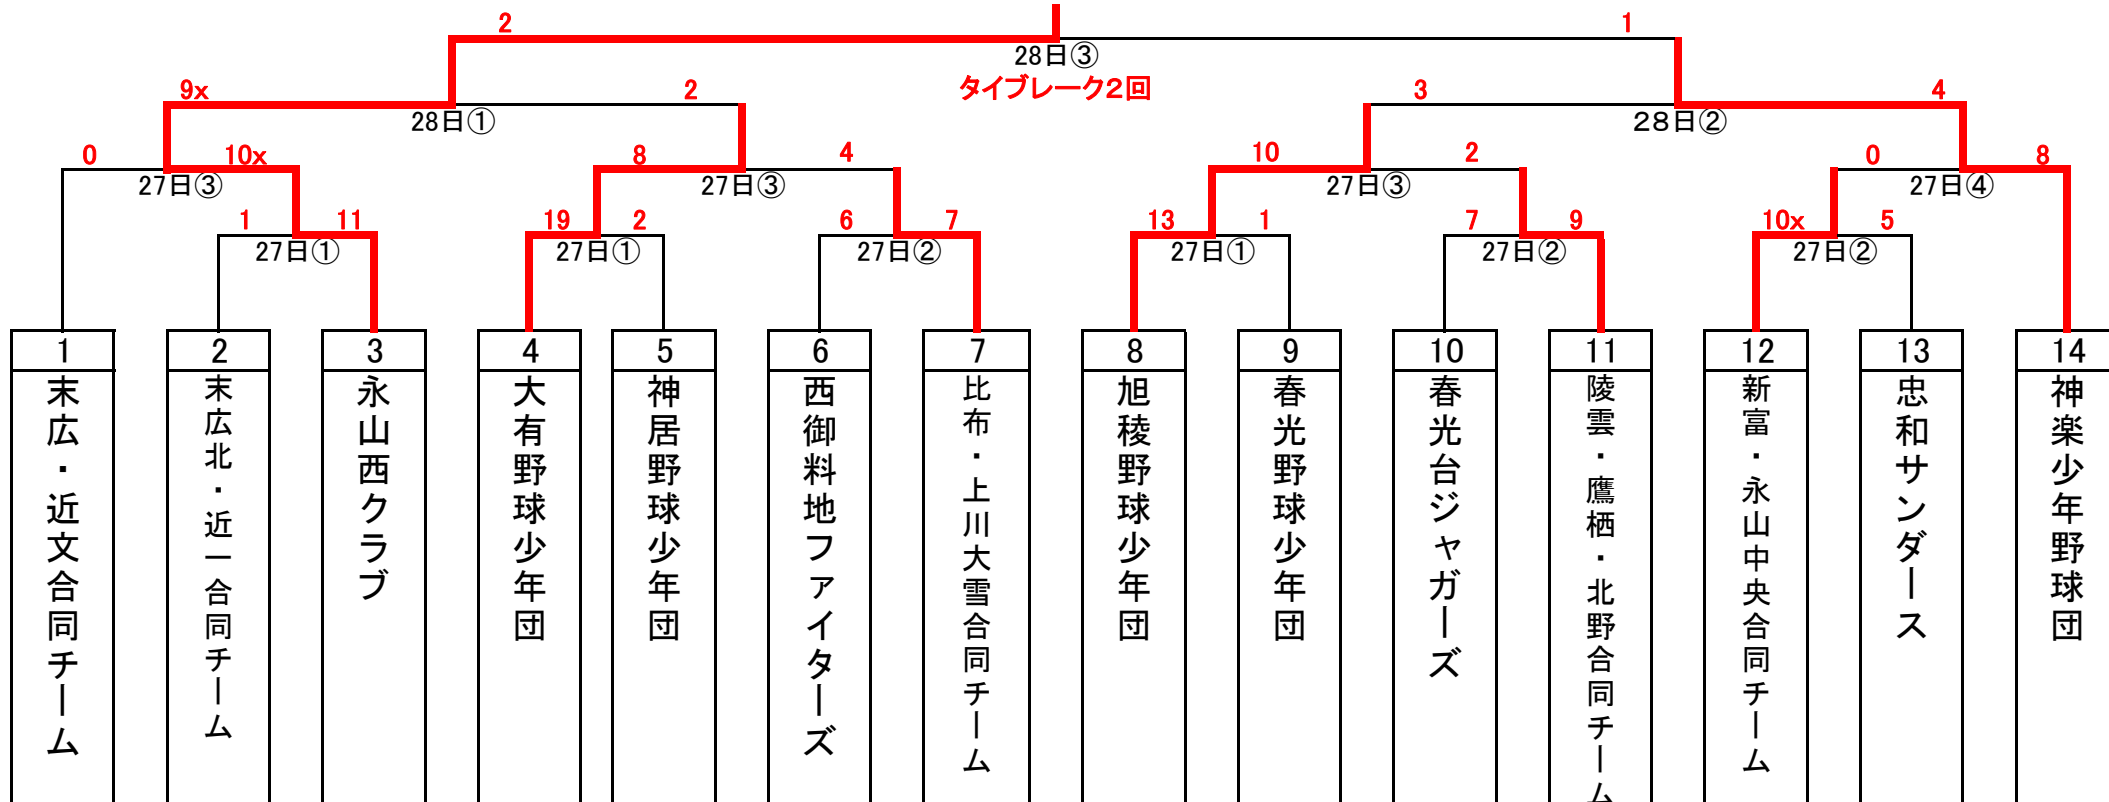 2 1
28日③
タイブレーク2回
9x 2 3 4
28日① 28日②
0 10x 8 4 10 2 0 8
27日③ 27日③ 27日③ 27日④
1 11 19 2 6 7 13 1 7 9 10x 5
27日① 27日① 27日② 27日① 27日② 27日②
1 2 3 4 5 6 7 8 9 10 11 12 13 14
末広・近文合同チーム
末広北・近一合同チーム
永山西クラブ
大有野球少年団
神居野球少年団
西御料地ファイターズ
比布・上川大雪合同チーム
旭稜野球少年団
春光野球少年団
春光台ジャガーズ
陵雲・鷹栖・北野合同チーム
新富・永山中央合同チーム
忠和サンダース
神楽少年野球団